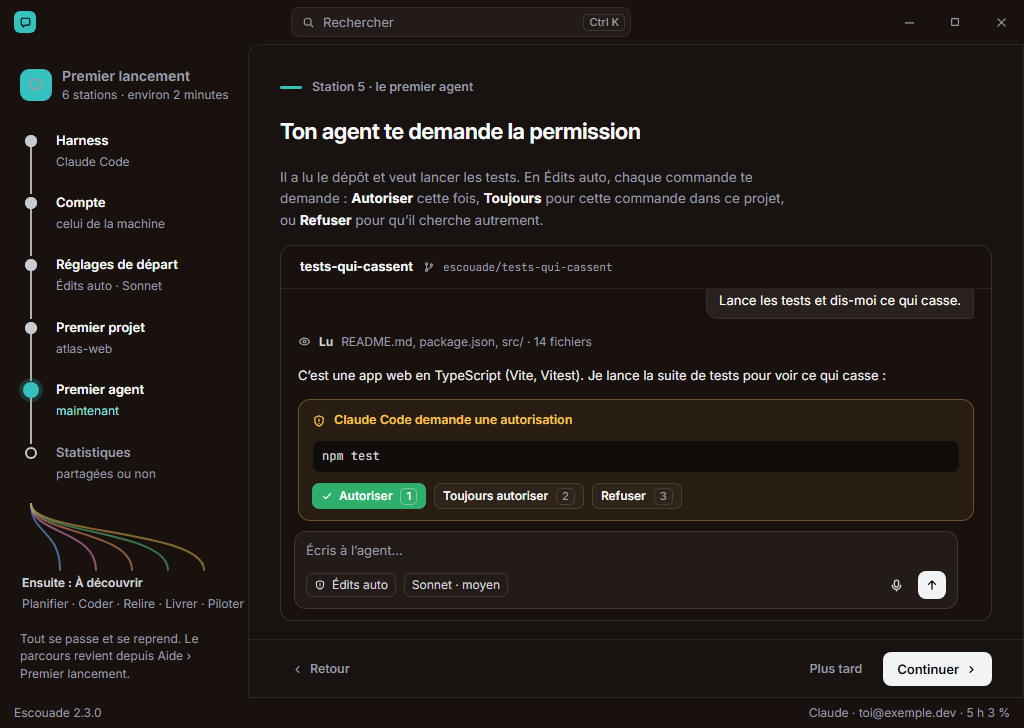 Rechercher
Ctrl K
Premier lancement
6 stations · environ 2 minutes
Harness
Claude Code
Compte
celui de la machine
Réglages de départ
Édits auto · Sonnet
Premier projet
atlas-web
Premier agent
maintenant
Statistiques
partagées ou non
Ensuite : À découvrir
Planifier · Coder · Relire · Livrer · Piloter
Tout se passe et se reprend. Le
parcours revient depuis Aide ›
Premier lancement.
Station 5 · le premier agent
Ton agent te demande la permission
Il a lu le dépôt et veut lancer les tests. En Édits auto, chaque commande te
demande : Autoriser cette fois, Toujours pour cette commande dans ce projet,
ou Refuser pour qu’il cherche autrement.
tests-qui-cassent
escouade/tests-qui-cassent
Lance les tests et dis-moi ce qui casse.
Lu README.md, package.json, src/ · 14 fichiers
C’est une app web en TypeScript (Vite, Vitest). Je lance la suite de tests pour voir ce qui casse :
Claude Code demande une autorisation
npm test
Autoriser 1
Toujours autoriser 2
Refuser 3
Écris à l’agent…
Édits auto
Sonnet · moyen
Retour
Plus tard
Continuer
Escouade 2.3.0
Claude · toi@exemple.dev · 5 h 3 %